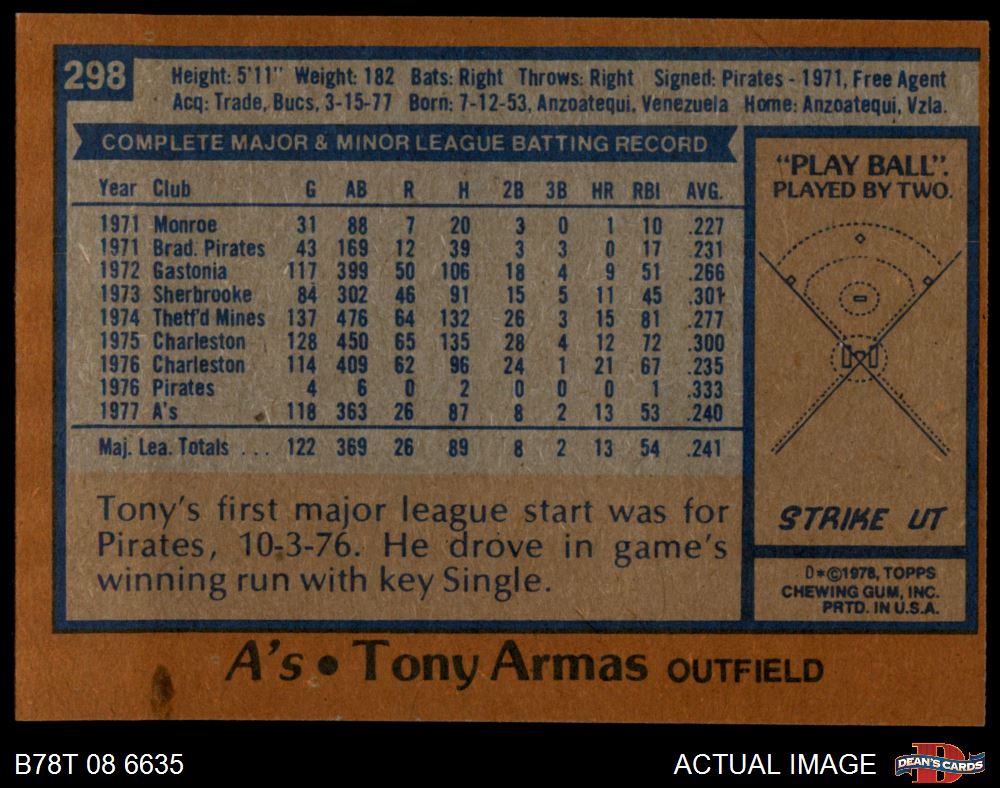 298
Height: 5'11" Weight: 182 Bats: Right Throws: Right Signed: Pirates - 1971, Free Agent
Acq: Trade, Bucs, 3-15-77 Born: 7-12-53, Anzoatequi, Venezuela Home: Anzoatequi, Vzla.
COMPLETE MAJOR & MINOR LEAGUE BATTING RECORD
Year Club G AB R H 2B 3B HR RBI AVG.
1971 Monroe 31 88 7 20 3 0 1 10 .227
1971 Brad. Pirates 43 169 12 39 3 3 0 17 .231
1972 Gastonia 117 399 50 106 18 4 9 51 .266
1973 Sherbrooke 84 302 46 91 15 5 11 45 .301
1974 Thetf'd Mines 137 476 64 132 26 3 15 81 .277
1975 Charleston 128 450 65 135 28 4 12 72 .300
1976 Charleston 114 409 62 96 24 1 21 67 .235
1976 Pirates 4 6 0 2 0 0 0 1 .333
1977 A's 118 363 26 87 8 2 13 53 .240
Maj. Lea. Totals . . . 122 369 26 89 8 2 13 54 .241
Tony's first major league start was for
Pirates, 10-3-76. He drove in game's
winning run with key Single.
"PLAY BALL".
PLAYED BY TWO.
STRIKE UT
D*©1978, TOPPS
CHEWING GUM, INC.
PRTD. IN U.S.A.
A's • Tony Armas OUTFIELD
B78T 08 6635
ACTUAL IMAGE
D
DEAN'S CARDS